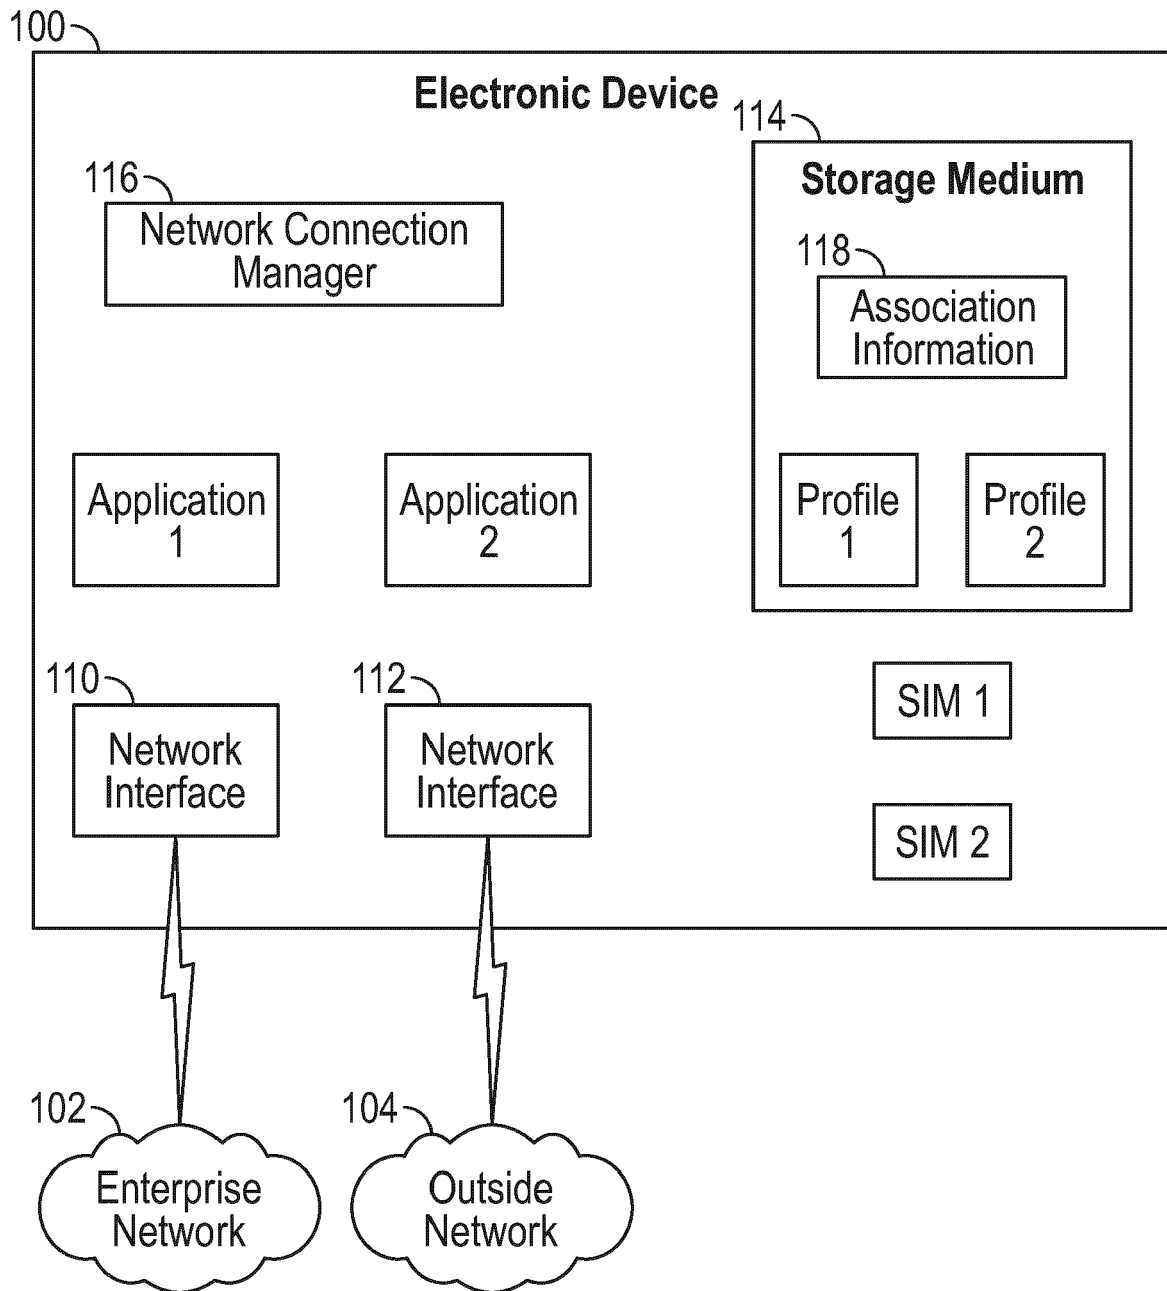 100
Electronic Device
114
Storage Medium
116
Network Connection
Manager
118
Association
Information
Application
1
Application
2
Profile
1
Profile
2
110
Network
Interface
112
Network
Interface
SIM 1
SIM 2
102
Enterprise
Network
104
Outside
Network